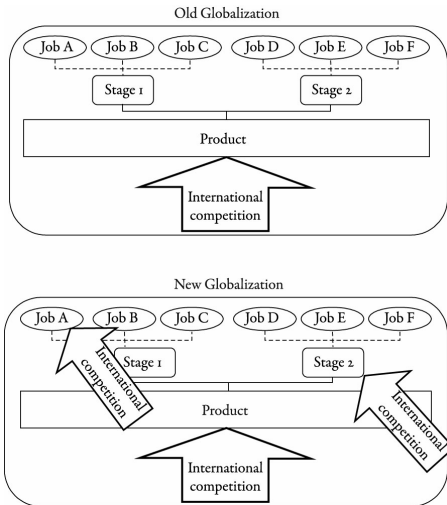 Old Globalization
Job A Job B Job C Job D Job E Job F
Stage 1 Stage 2
Product
International
competition
New Globalization
Job A Job B Job C Job D Job E Job F
International
competition
Stage 1 Stage 2
Product
International
competition
International
competition